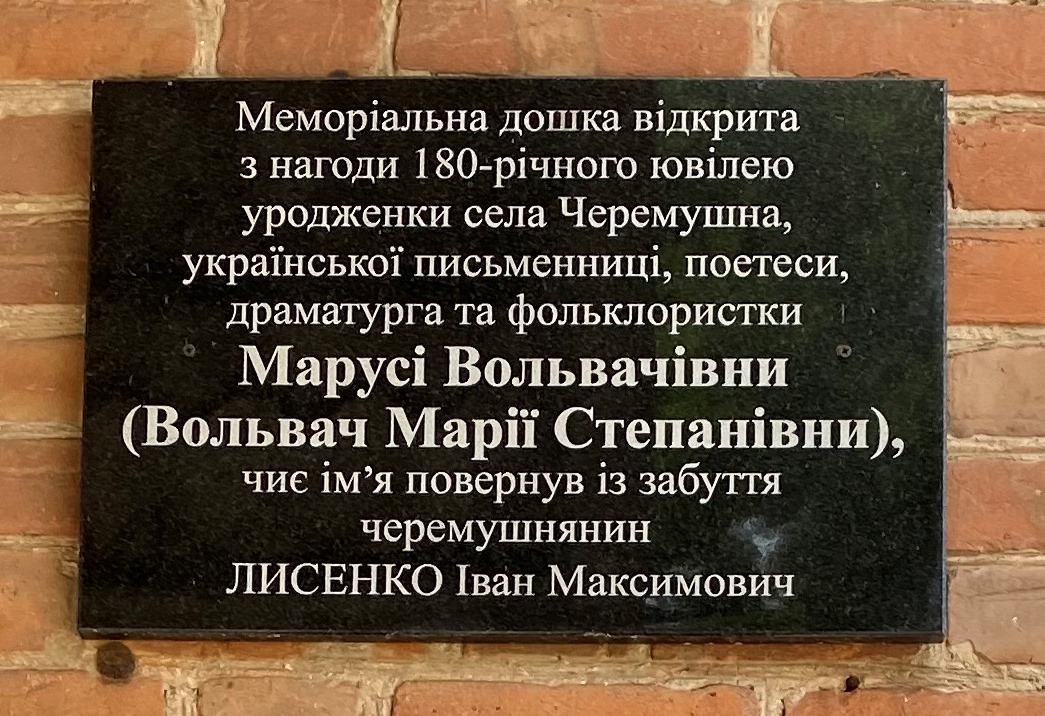 Меморіальна дошка відкрита
з нагоди 180-річного ювілею
уродженки села Черемушна,
української письменниці, поетеси,
драматурга та фольклористки
Марусі Вольвачівни
(Вольвач Марії Степанівни),
чиє ім’я повернув із забуття
черемушнянин
ЛИСЕНКО Іван Максимович